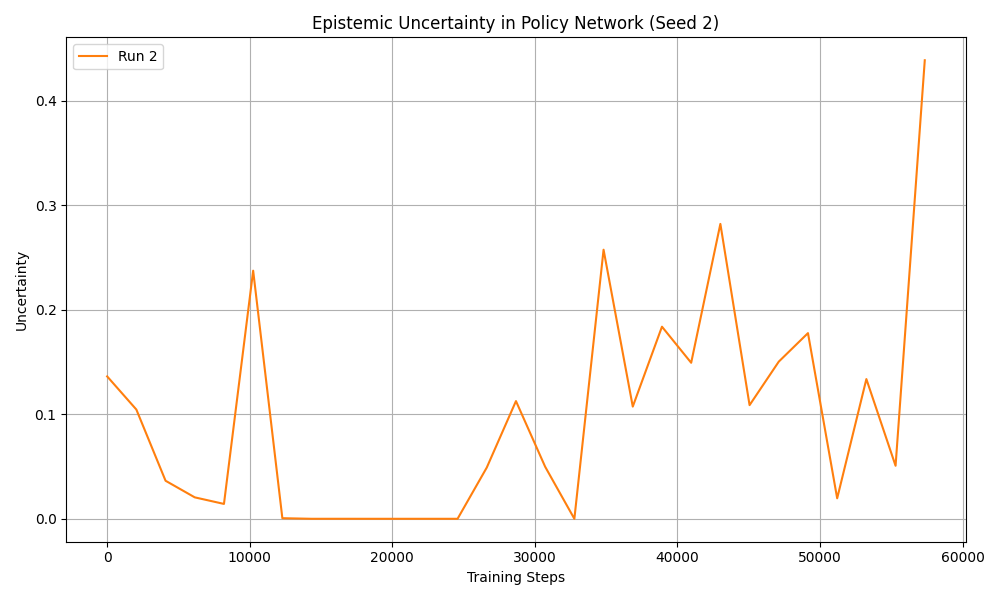 Epistemic Uncertainty in Policy Network (Seed 2)
Run 2
Uncertainty
0.4
0.3
0.2
0.1
0.0
0 10000 20000 30000 40000 50000 60000
Training Steps